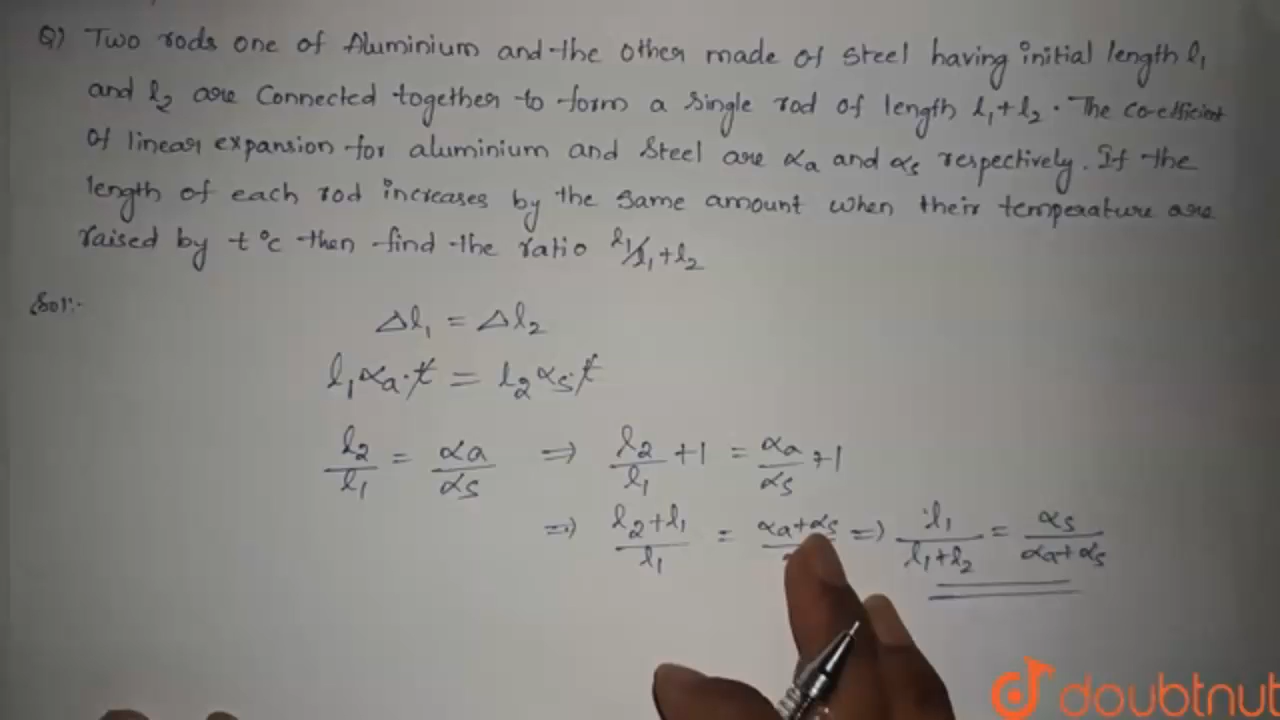 Q) Two rods one of Aluminium and the other made of steel having initial length l₁
and l₂ are connected together to form a single rod of length l₁+l₂. The co-efficient
of linear expansion for aluminium and steel are αa and αs respectively. If the
length of each rod increases by the same amount when their temperature are
raised by t°c then find the ratio l₁/l₁+l₂
Sol:-
Δl₁ = Δl₂
l₁αa.t = l₂αs.t
l₂/l₁ = αa/αs ⇒ l₂/l₁ + 1 = αa/αs + 1
⇒ l₂+l₁/l₁ = αa+αs ⇒ l₁/l₁+l₂ = αs/αa+αs
doubtnut